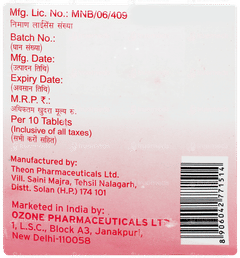 Mfg. Lic. No.: MNB/06/409
निर्माण लाईसेंस संख्या
Batch No.:
(घान संख्या)
Mfg. Date:
(उत्पादन तिथि)
Expiry Date:
(अवसान तिथि)
M.R.P. ₹.:
अधिकतम खुदरा मूल्य रु.
Per 10 Tablets
(Inclusive of all taxes)
(सभी करों सहित)
Manufactured by:
Theon Pharmaceuticals Ltd.
Vill. Saini Majra, Tehsil Nalagarh,
Distt. Solan (H.P.) 174 101
Marketed in India by:
OZONE PHARMACEUTICALS LTD.
1, L.S.C., Block A3, Janakpuri,
New Delhi-110058
8906042771514